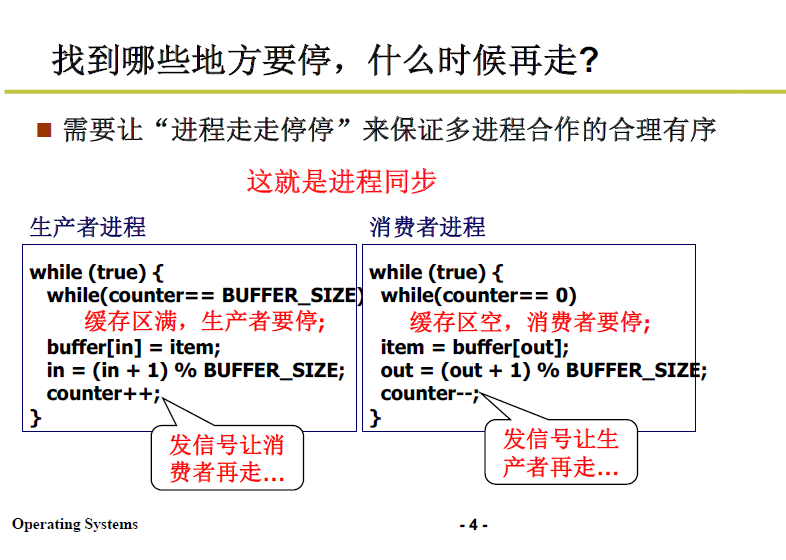 找到哪些地方要停，什么时候再走?
需要让“进程走走停停”来保证多进程合作的合理有序
这就是进程同步
生产者进程
while (true) {
while(counter== BUFFER_SIZE)
缓存区满，生产者要停;
buffer[in] = item;
in = (in + 1) % BUFFER_SIZE;
counter++;
}
发信号让消
费者再走...
消费者进程
while (true) {
while(counter== 0)
缓存区空，消费者要停;
item = buffer[out];
out = (out + 1) % BUFFER_SIZE;
counter--;
}
发信号让生
产者再走...
Operating Systems
- 4 -